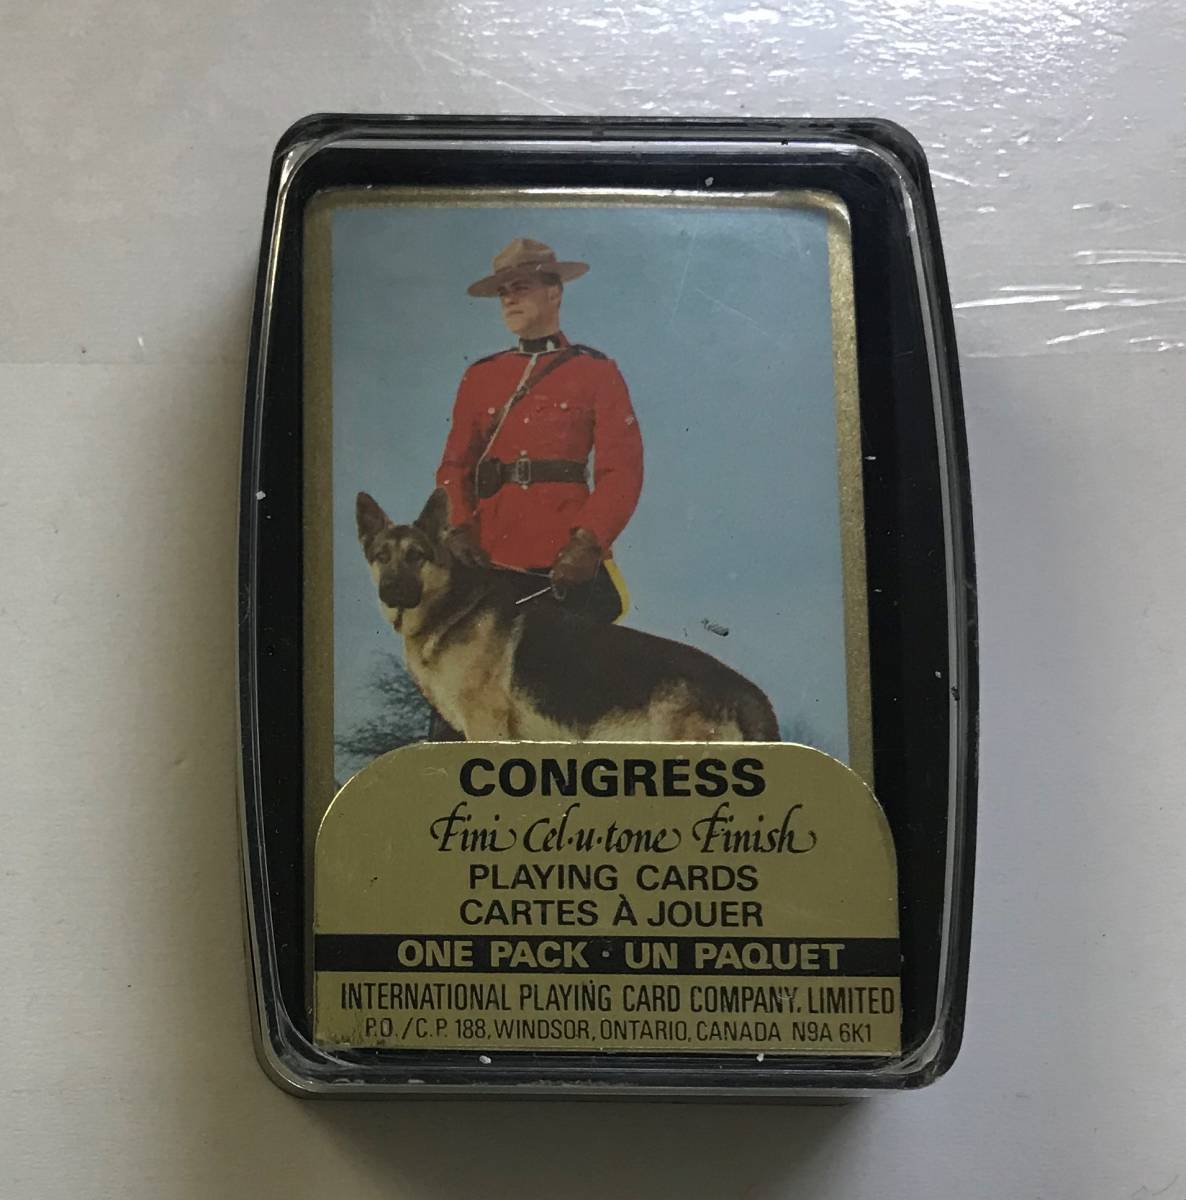 CONGRESS
Fini Cel·u·tone Finish
PLAYING CARDS
CARTES À JOUER
ONE PACK · UN PAQUET
INTERNATIONAL PLAYING CARD COMPANY. LIMITED
P.O./C.P. 188, WINDSOR, ONTARIO, CANADA N9A 6K1